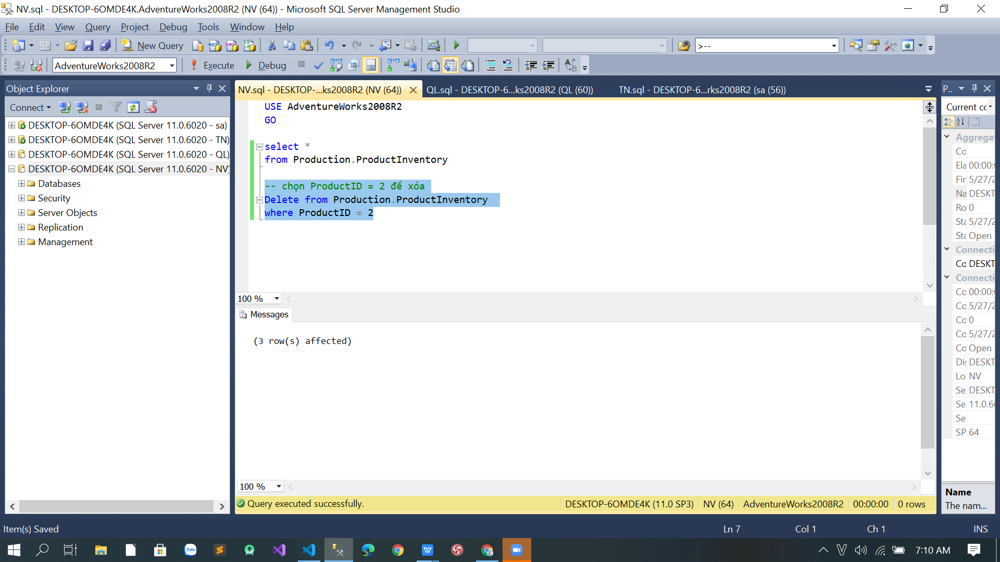 NV.sql - DESKTOP-6OMDE4K.AdventureWorks2008R2 (NV (64)) - Microsoft SQL Server Management Studio
File Edit View Query Project Debug Tools Window Help
New Query
>--
AdventureWorks2008R2
Execute
Debug
Object Explorer
Connect
DESKTOP-6OMDE4K (SQL Server 11.0.6020 - sa)
DESKTOP-6OMDE4K (SQL Server 11.0.6020 - TN)
DESKTOP-6OMDE4K (SQL Server 11.0.6020 - QL)
DESKTOP-6OMDE4K (SQL Server 11.0.6020 - NV)
Databases
Security
Server Objects
Replication
Management
NV.sql - DESKTOP-...ks2008R2 (NV (64))
QL.sql - DESKTOP-6...ks2008R2 (QL (60))
TN.sql - DESKTOP-6...rks2008R2 (sa (56))
USE AdventureWorks2008R2
GO
select *
from Production.ProductInventory
-- chọn ProductID = 2 để xóa
Delete from Production.ProductInventory
where ProductID = 2
100 %
Messages
(3 row(s) affected)
100 %
Query executed successfully.
DESKTOP-6OMDE4K (11.0 SP3)
NV (64)
AdventureWorks2008R2
00:00:00
0 rows
P..
Current cc
Aggrega
Co
Ela 00:00:
Fir 5/27/2
Na DESKT
Ro 0
Sta 5/27/2
Sta Open
Connecti
Co DESKT
Connecti
Co 00:00:
Co 5/27/2
Co 0
Co 5/27/2
Co Open
Dis DESKT
Lo NV
Se DESKT
Se 11.0.6
Se
SP 64
Name
The nam...
Item(s) Saved
Ln 7
Col 1
Ch 1
INS
Zalo
7:10 AM